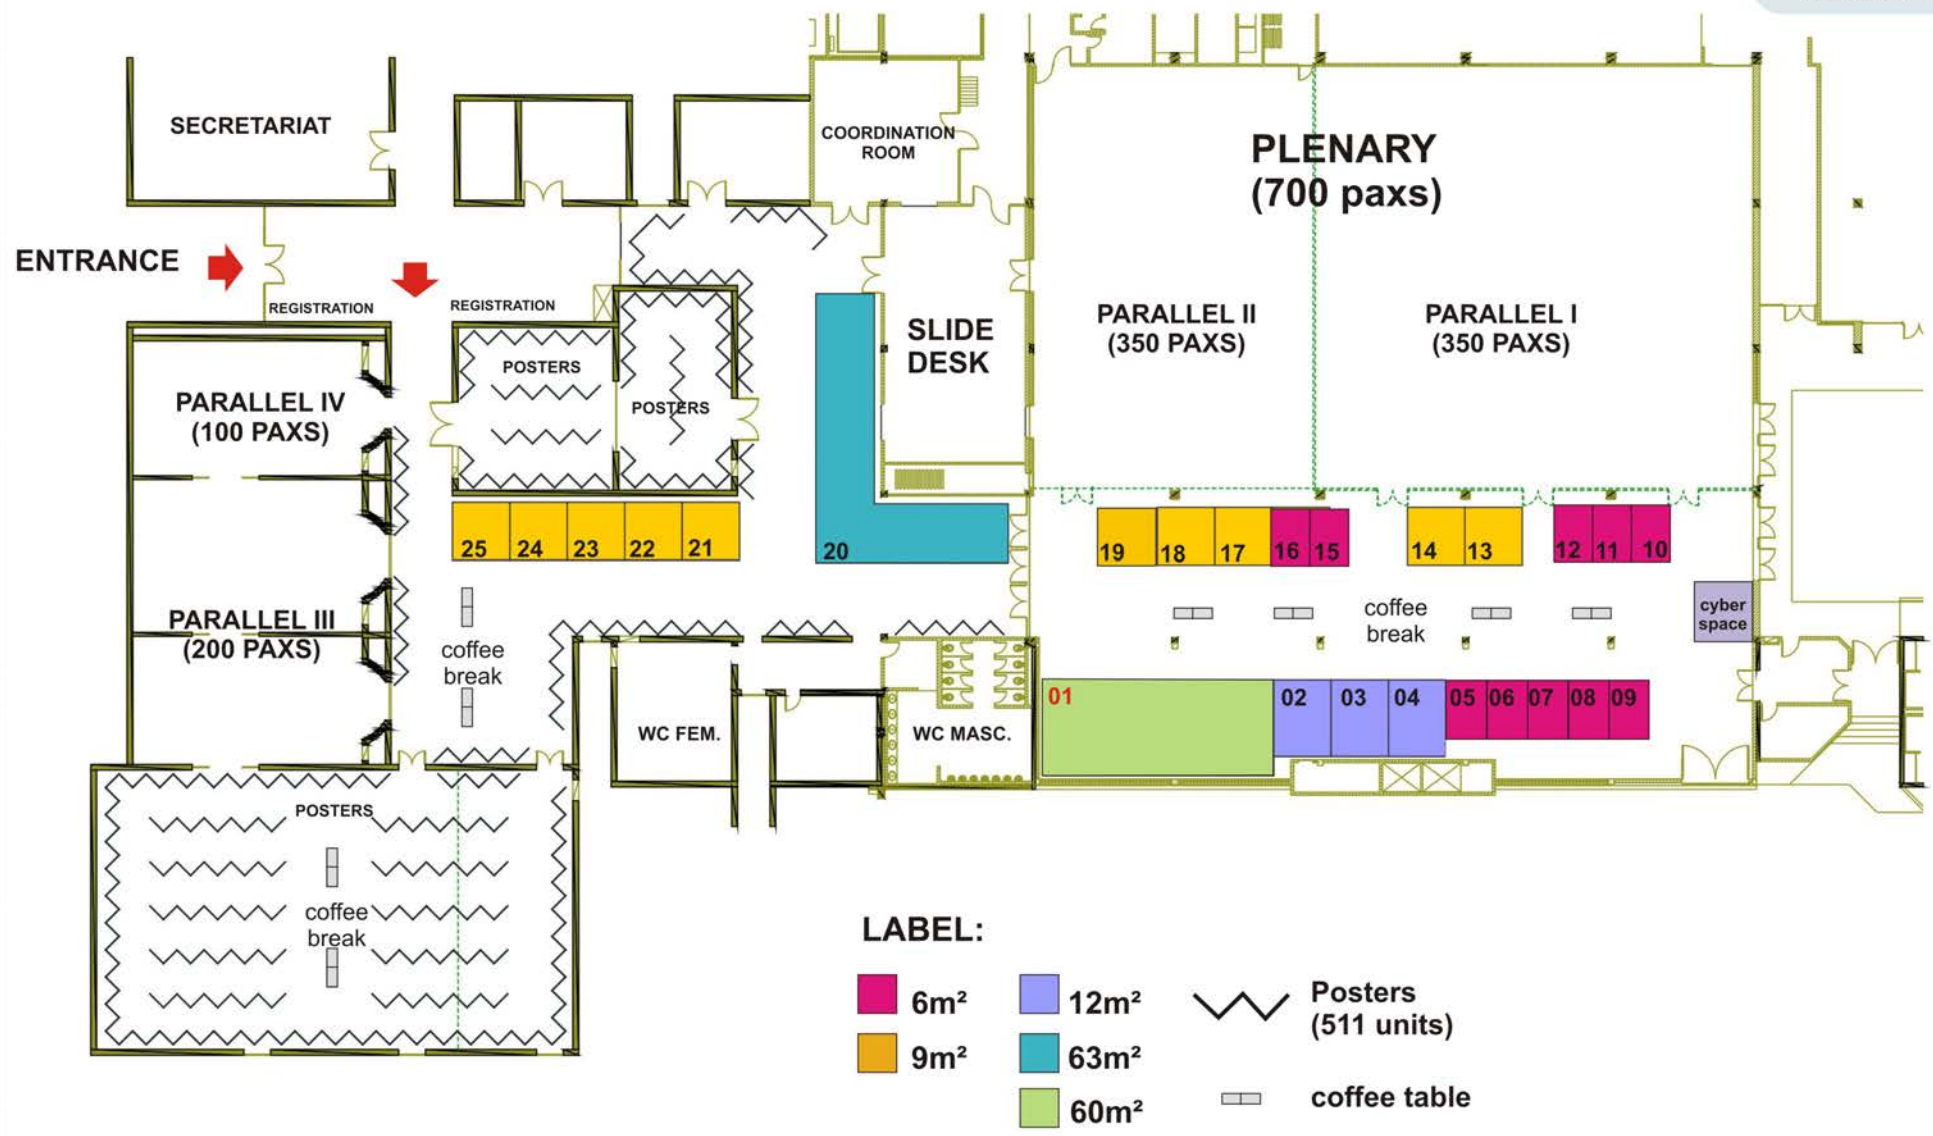 SECRETARIAT
COORDINATION
ROOM
PLENARY
(700 paxs)
ENTRANCE
REGISTRATION
REGISTRATION
PARALLEL II
(350 PAXS)
PARALLEL I
(350 PAXS)
SLIDE
DESK
POSTERS
POSTERS
PARALLEL IV
(100 PAXS)
25
24
23
22
21
20
19
18
17
16
15
14
13
12
11
10
PARALLEL III
(200 PAXS)
coffee
break
coffee
break
cyber
space
01
02
03
04
05
06
07
08
09
WC FEM.
WC MASC.
POSTERS
coffee
break
LABEL:
6m²
12m²
Posters
(511 units)
9m²
63m²
60m²
coffee table